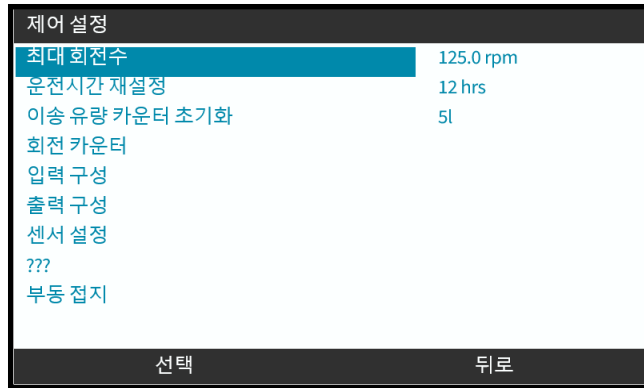 제어 설정
최대 회전수 125.0 rpm
운전시간 재설정 12 hrs
이송 유량 카운터 초기화 5l
회전 카운터
입력 구성
출력 구성
센서 설정
???
부동 접지
선택 뒤로